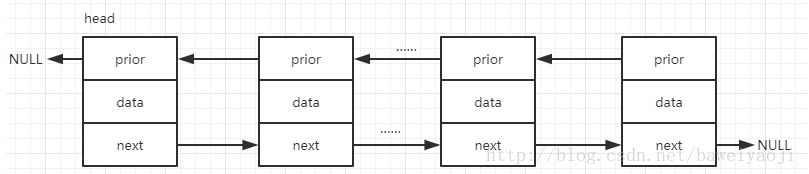 head
NULL prior prior ...... prior prior
data data data data
next next ...... next next NULL
http://blog.csdn.net/baweiyaoji